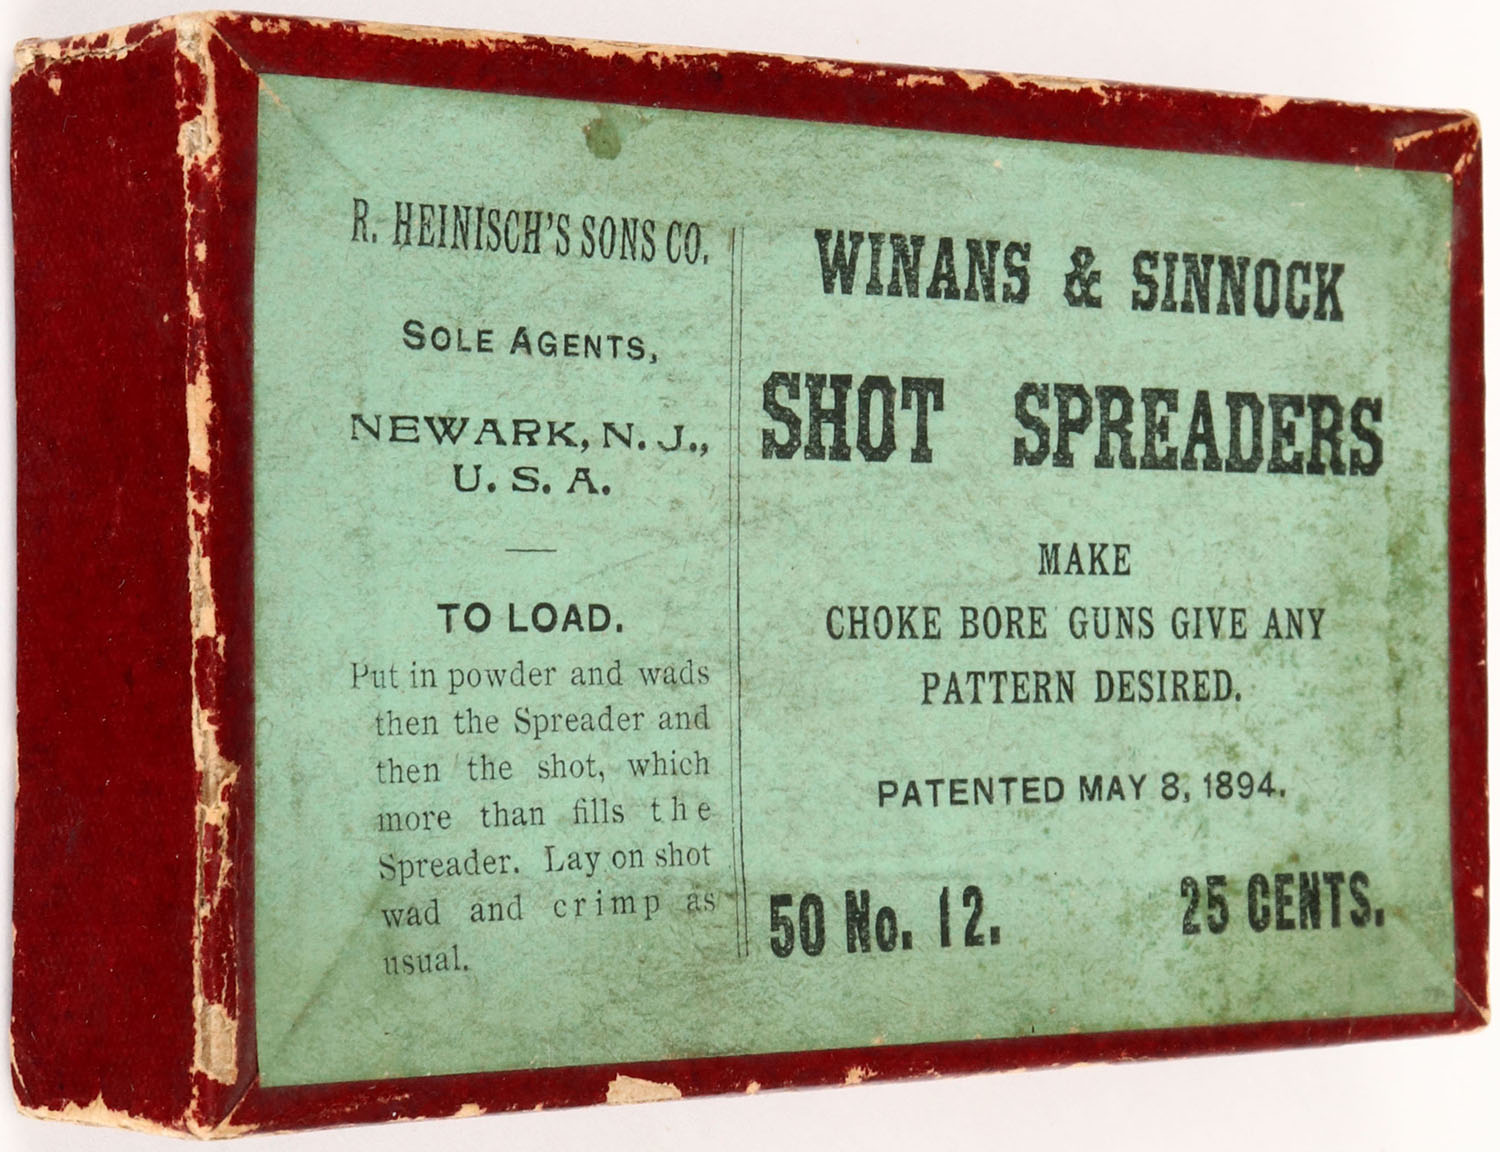 R. HEINISCH'S SONS CO.
SOLE AGENTS,
NEWARK, N. J.,
U. S. A.
TO LOAD.
Put in powder and wads
then the Spreader and
then the shot, which
more than fills the
Spreader. Lay on shot
wad and crimp as
usual.
WINANS & SINNOCK
SHOT SPREADERS
MAKE
CHOKE BORE GUNS GIVE ANY
PATTERN DESIRED.
PATENTED MAY 8, 1894.
50 No. 12.
25 CENTS.